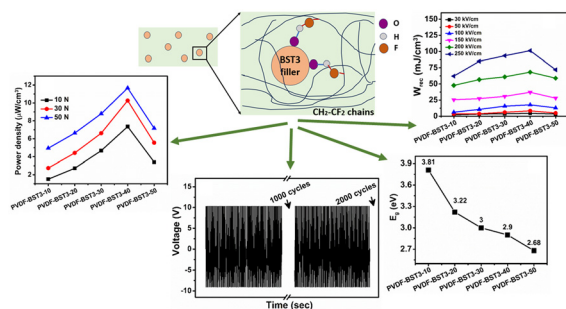 BST3
filler
O
H
F
CH₂-CF₂ chains
Power density (μW/cm²)
12
10
8
6
4
2
0
10 N
30 N
50 N
PVDF-BST3-10
PVDF-BST3-20
PVDF-BST3-30
PVDF-BST3-40
PVDF-BST3-50
Voltage (V)
20
15
10
5
0
-5
-10
1000 cycles
2000 cycles
Time (sec)
W_rec (mJ/cm³)
175
150
125
100
75
50
25
0
30 kV/cm
50 kV/cm
100 kV/cm
150 kV/cm
200 kV/cm
250 kV/cm
PVDF-BST3-10
PVDF-BST3-20
PVDF-BST3-30
PVDF-BST3-40
PVDF-BST3-50
E_g (eV)
3.9
3.6
3.3
3.0
2.7
3.81
3.22
3
2.9
2.68
PVDF-BST3-10
PVDF-BST3-20
PVDF-BST3-30
PVDF-BST3-40
PVDF-BST3-50